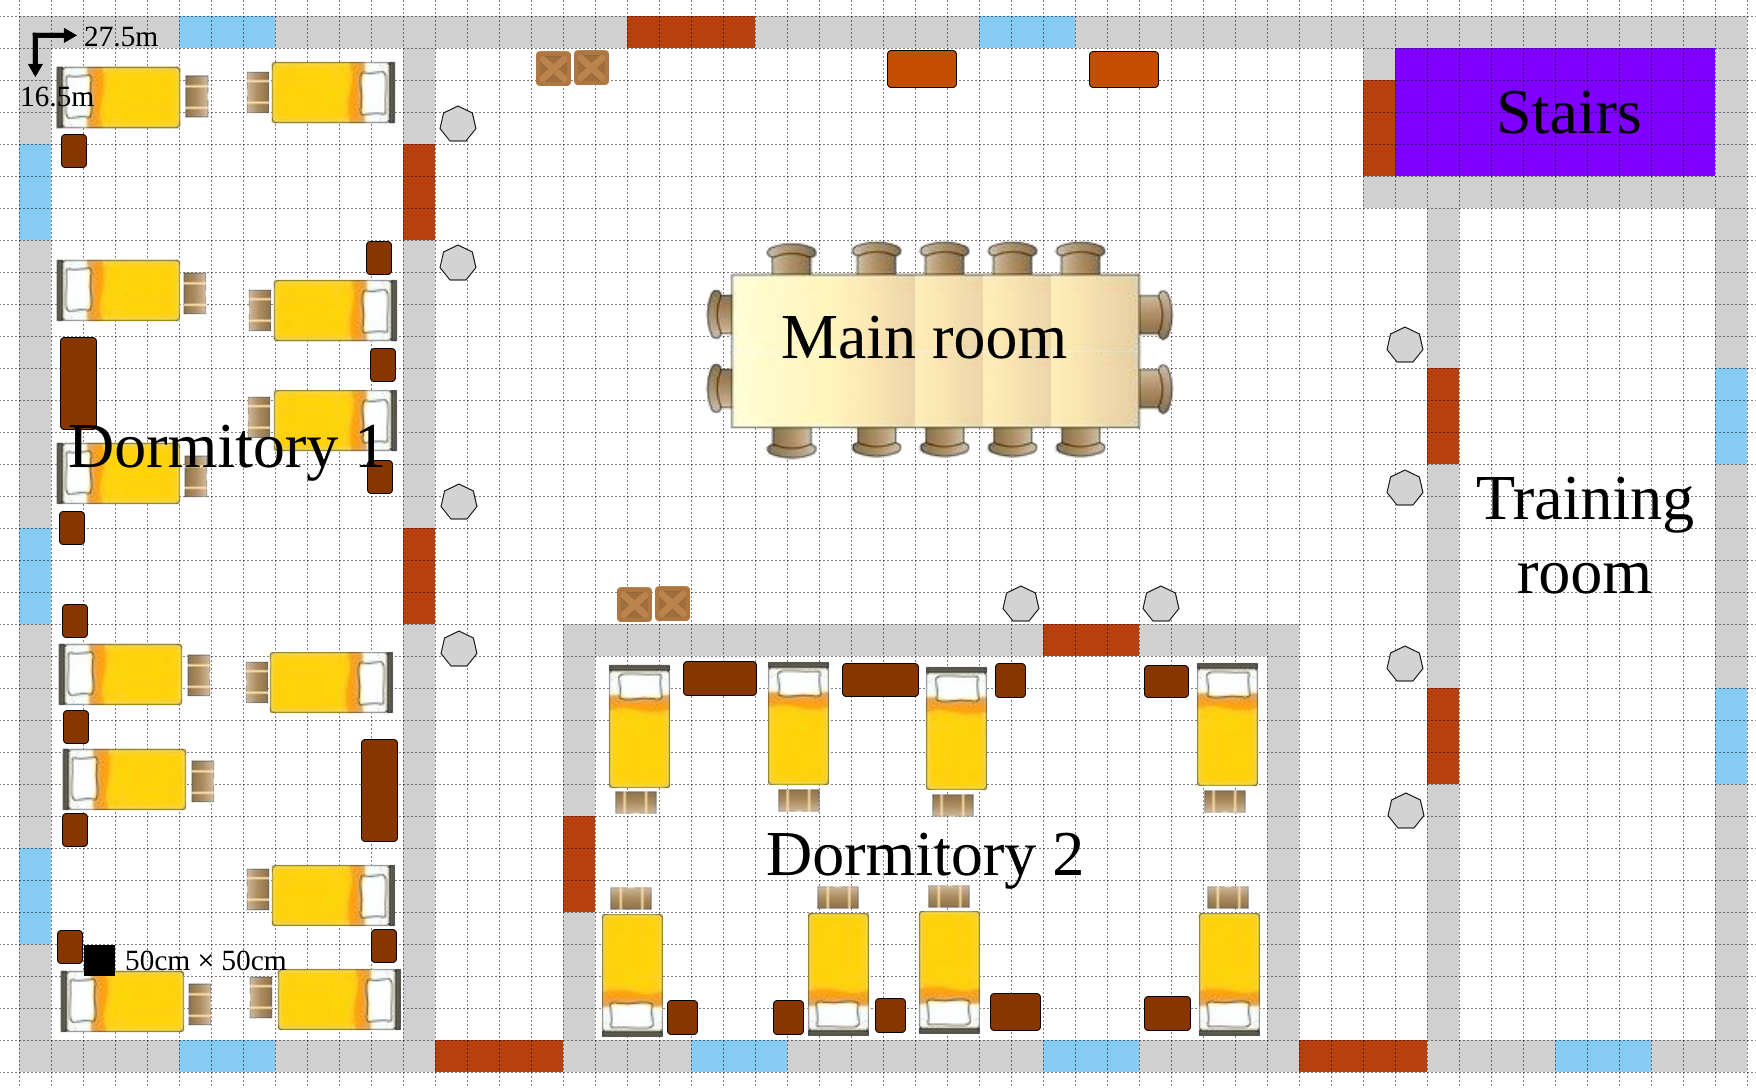 27.5m
16.5m
Stairs
Main room
Dormitory 1
Training
room
Dormitory 2
50cm × 50cm